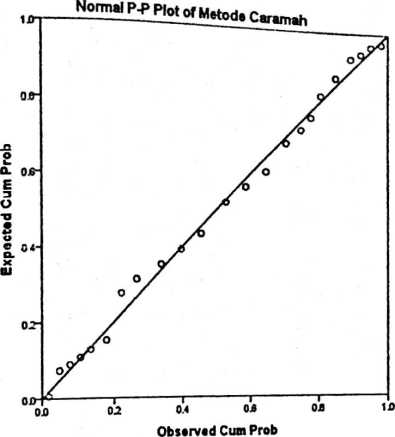 Normal P-P Plot of Metode Caramah
1.0
0.8
0.6
0.4
0.2
0.0
Expected Cum Prob
0.0 0.2 0.4 0.6 0.8 1.0
Observed Cum Prob